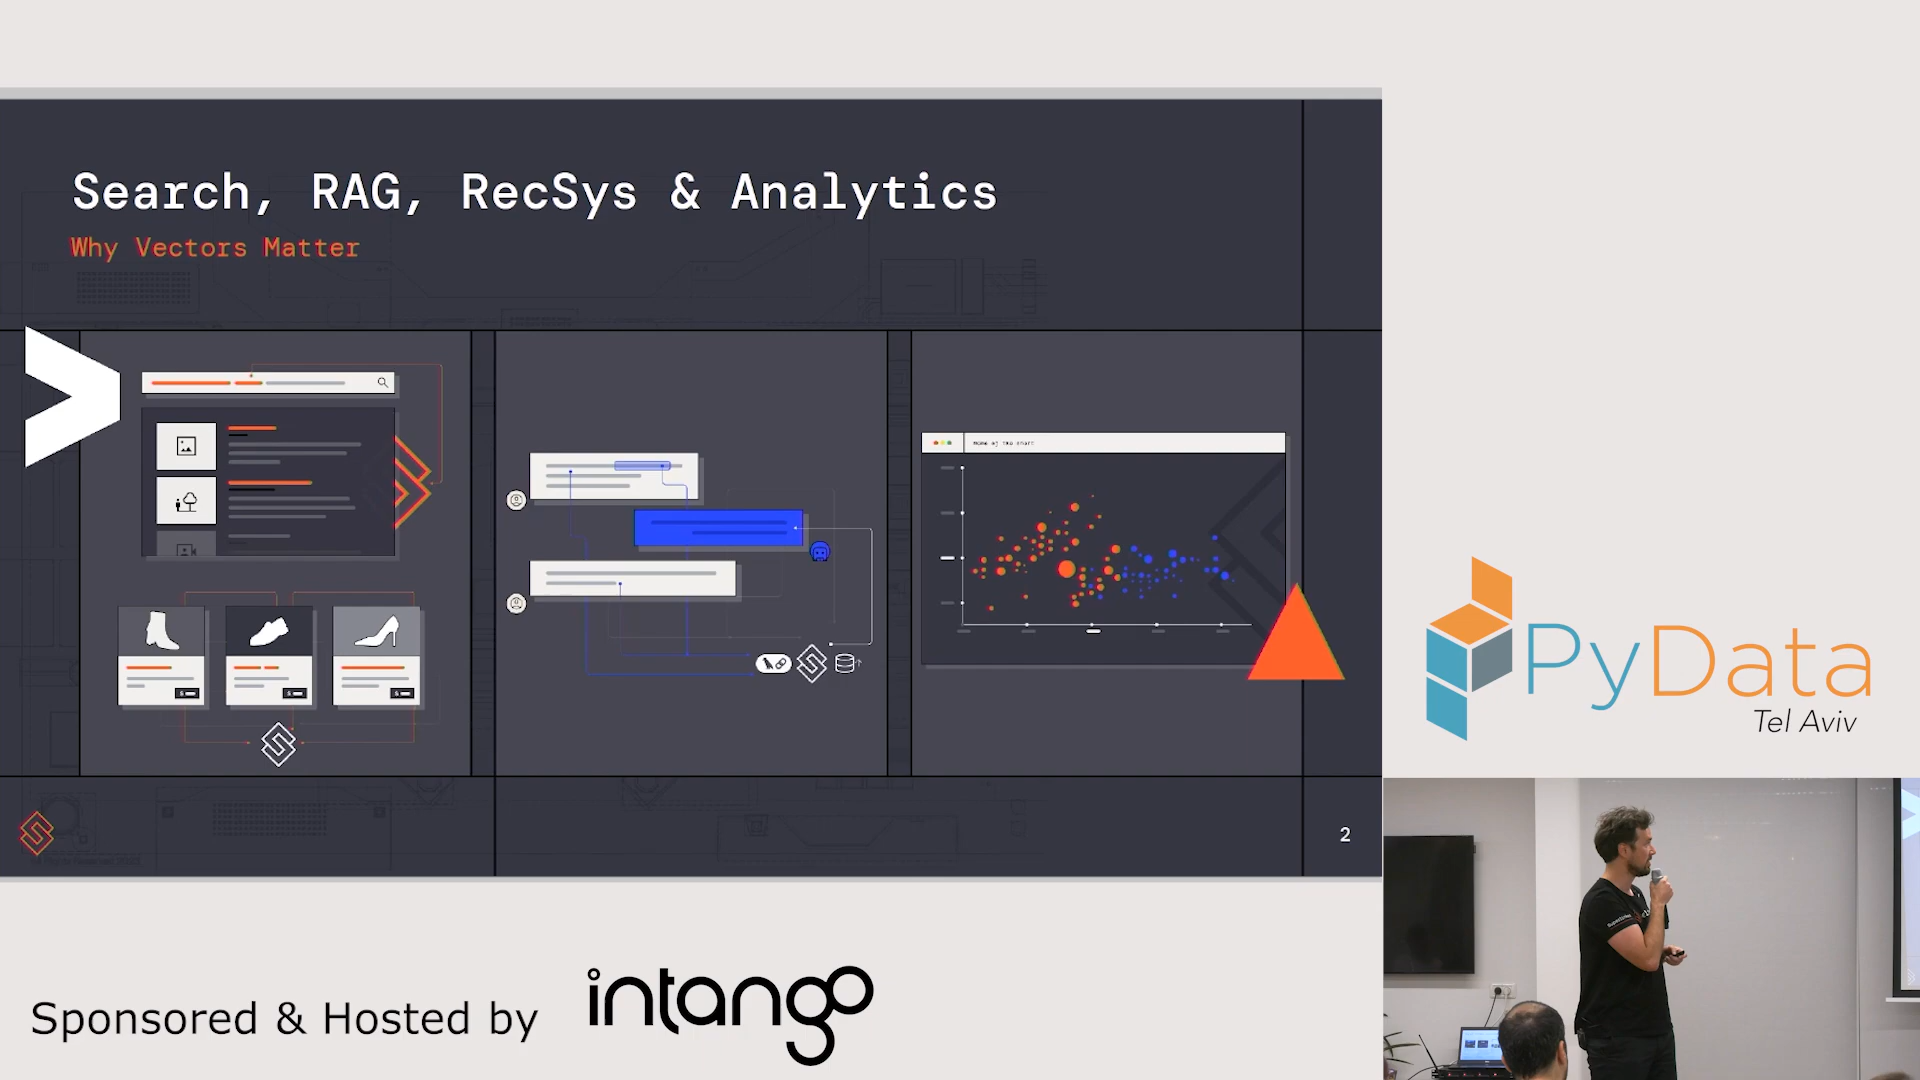 Search, RAG, RecSys & Analytics
Why Vectors Matter
2
PyData
Tel Aviv
Sponsored & Hosted by
intango